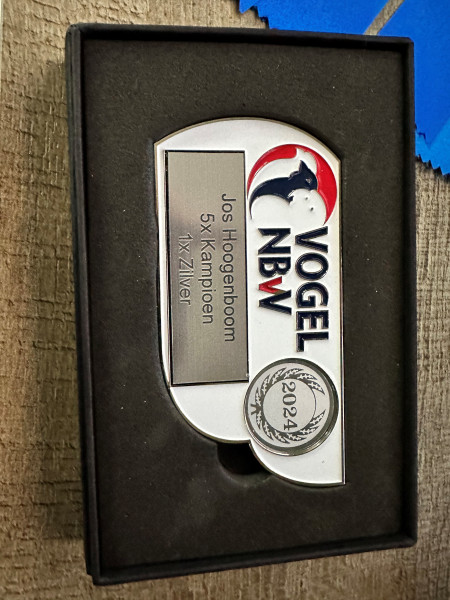 VOGEL
NBvV
2024
Jos Hoogenboom
5x Kampioen
1x Zilver